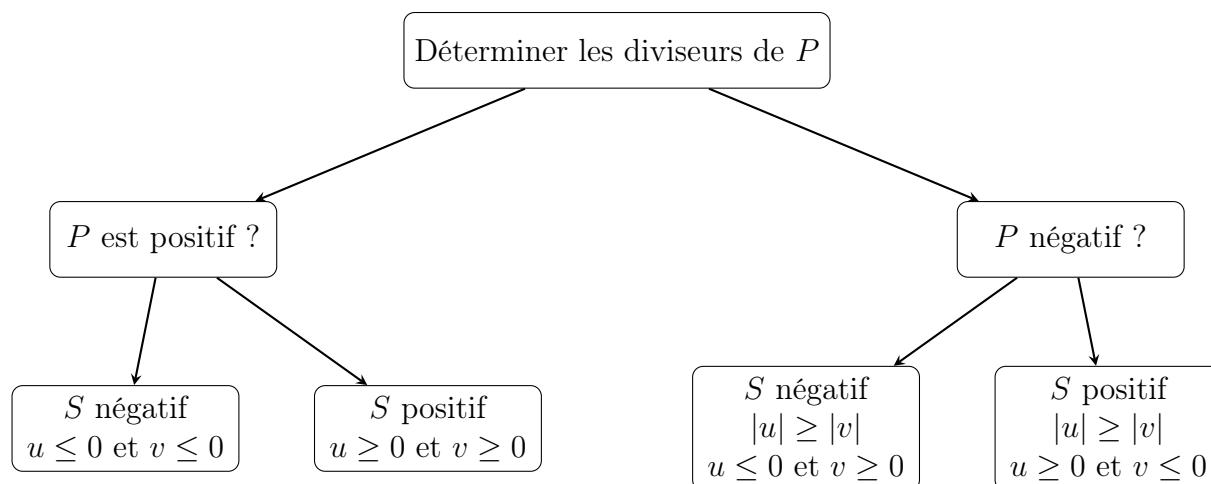 Déterminer les diviseurs de P
P est positif ?
P négatif ?
S négatif
u ≤ 0 et v ≤ 0
S positif
u ≥ 0 et v ≥ 0
S négatif
|u| ≥ |v|
u ≤ 0 et v ≥ 0
S positif
|u| ≥ |v|
u ≥ 0 et v ≤ 0